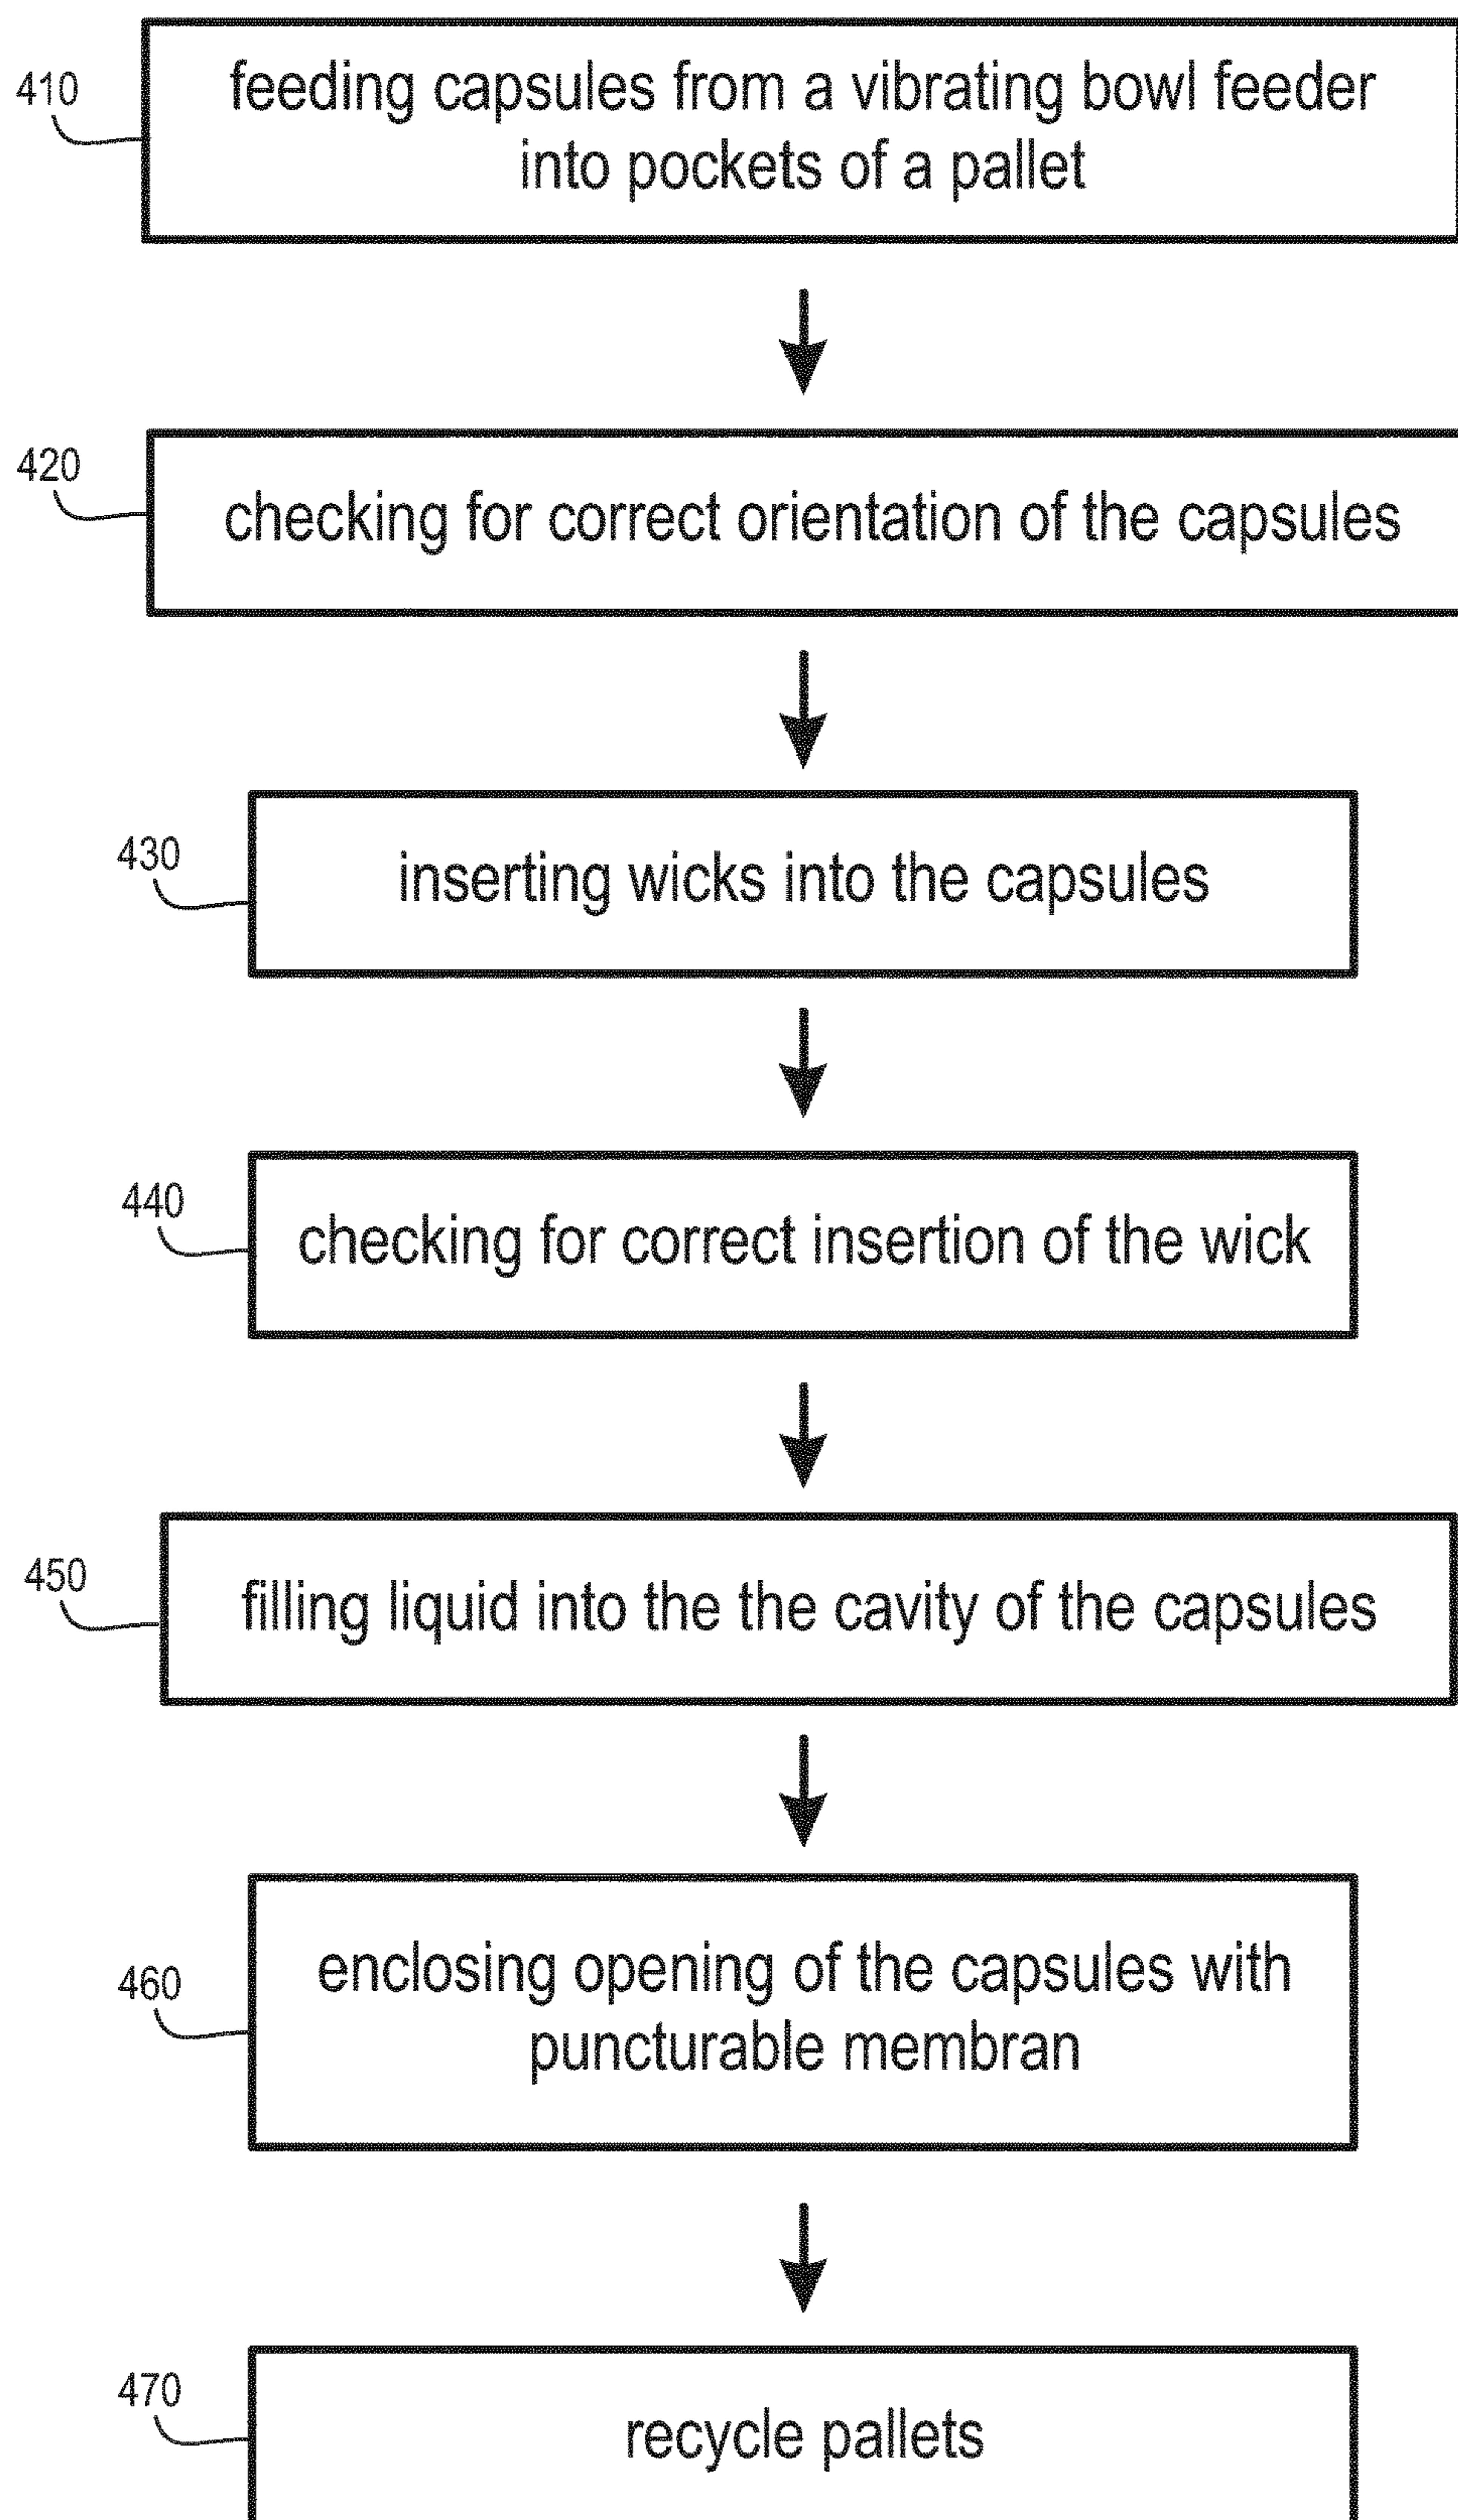 410
feeding capsules from a vibrating bowl feeder
into pockets of a pallet
420
checking for correct orientation of the capsules
430
inserting wicks into the capsules
440
checking for correct insertion of the wick
450
filling liquid into the the cavity of the capsules
460
enclosing opening of the capsules with
puncturable membran
470
recycle pallets